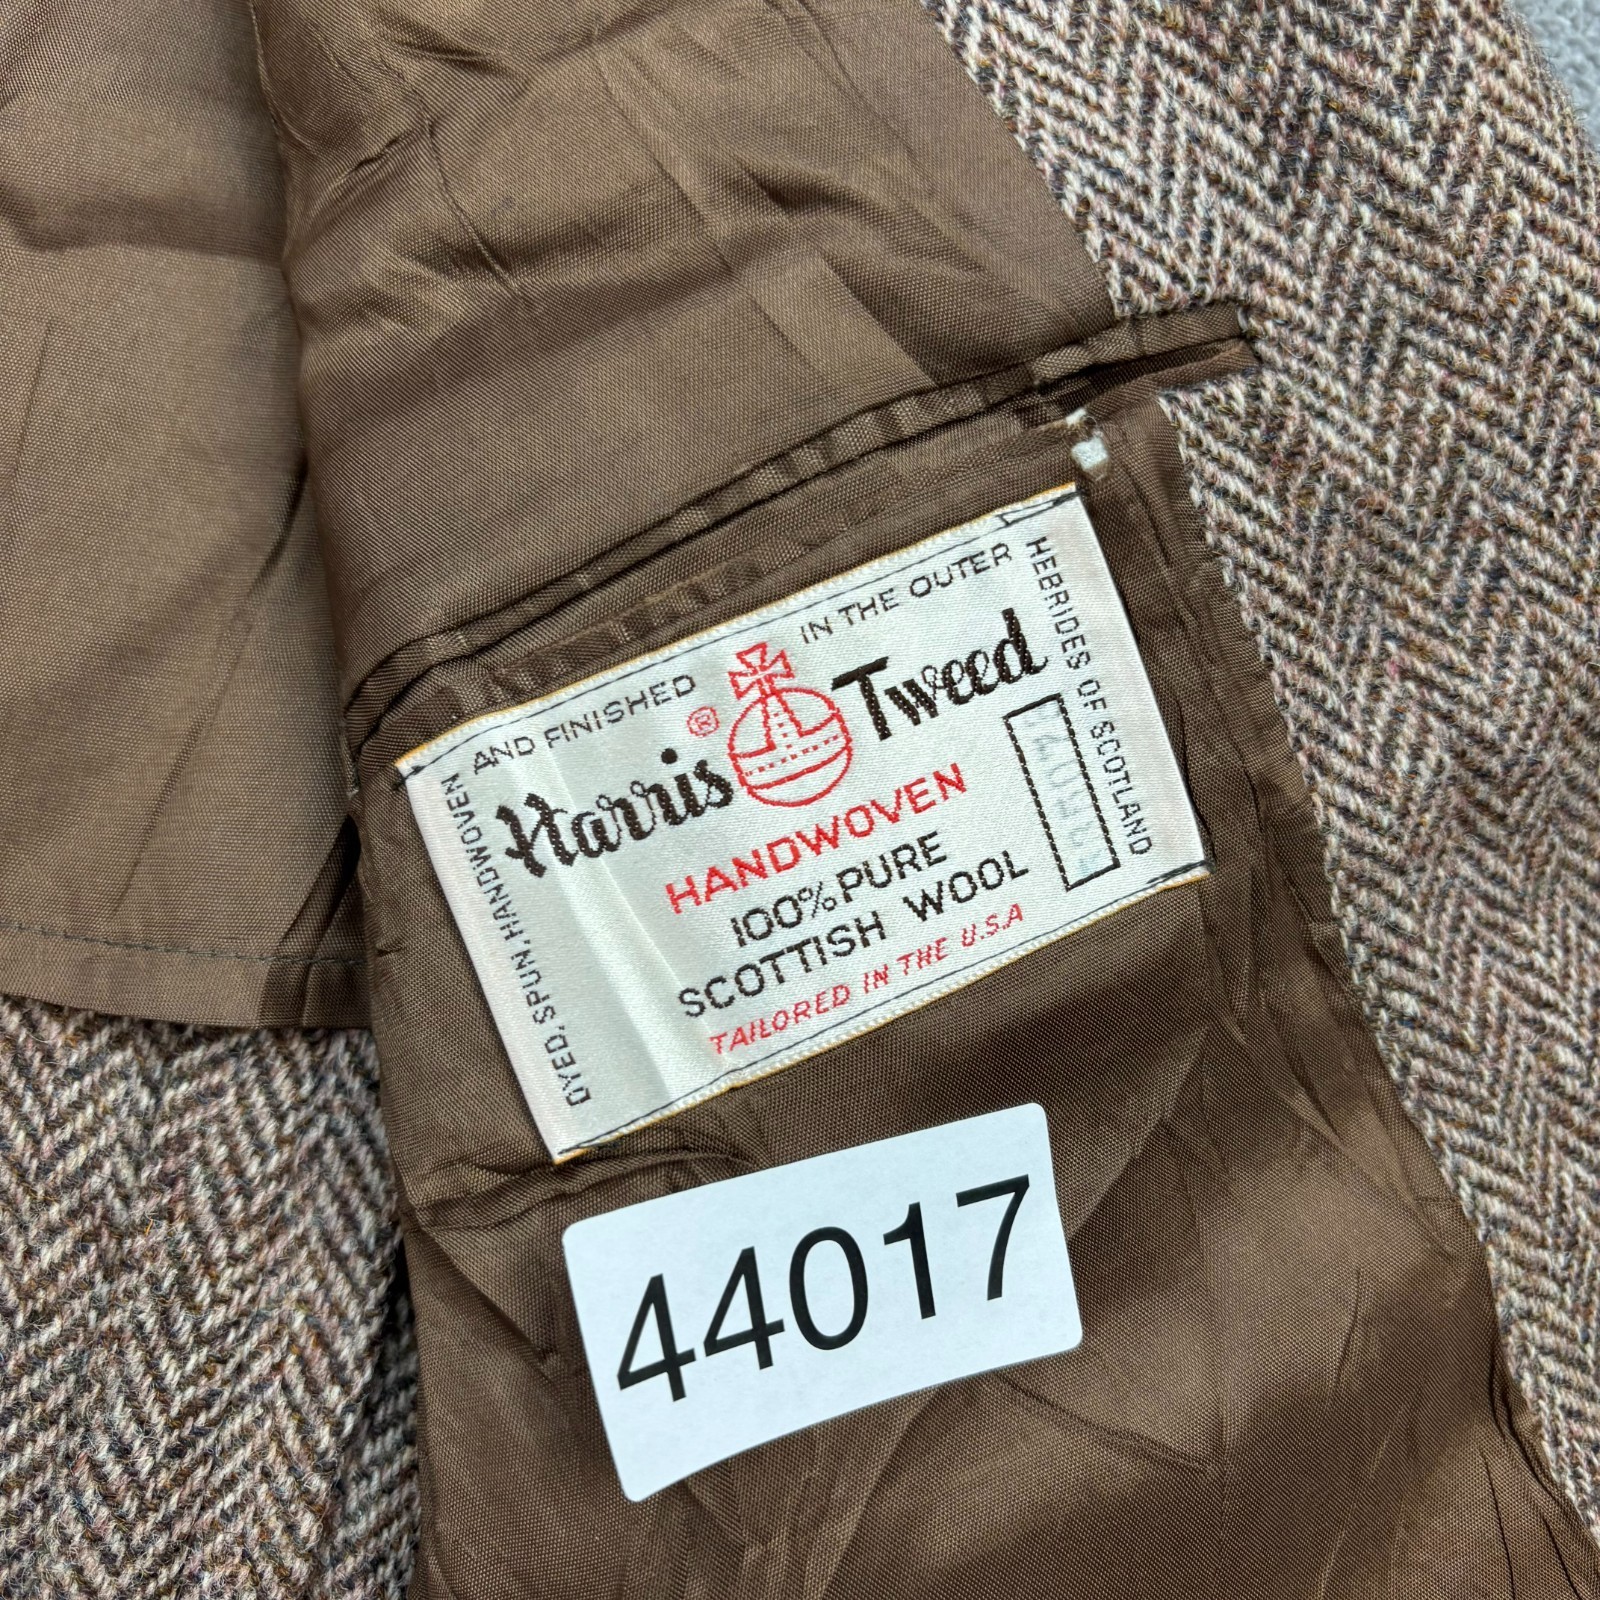 DYED, SPUN, HANDWOVEN
AND FINISHED
IN THE OUTER
HEBRIDES OF SCOTLAND
Harris ® Tweed
HANDWOVEN
100% PURE
SCOTTISH WOOL
TAILORED IN THE U.S.A
44017